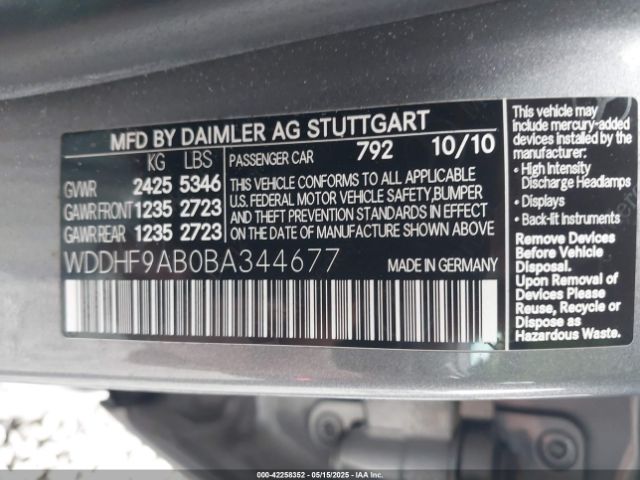 MFD BY DAIMLER AG STUTTGART
KG LBS
GVWR 2425 5346
GAWR FRONT 1235 2723
GAWR REAR 1235 2723
PASSENGER CAR 792 10/10
THIS VEHICLE CONFORMS TO ALL APPLICABLE
U.S. FEDERAL MOTOR VEHICLE SAFETY, BUMPER
AND THEFT PREVENTION STANDARDS IN EFFECT
ON THE DATE OF MANUFACTURE SHOWN ABOVE
WDDHF9AB0BA344677
MADE IN GERMANY
This vehicle may
include mercury-added
devices installed by the
manufacturer:
• High Intensity
Discharge Headlamps
• Displays
• Back-lit Instruments
Remove Devices
Before Vehicle
Disposal.
Upon Removal of
Devices Please
Reuse, Recycle or
Dispose as
Hazardous Waste.
000-42258352 - 05/15/2025 - IAA Inc.